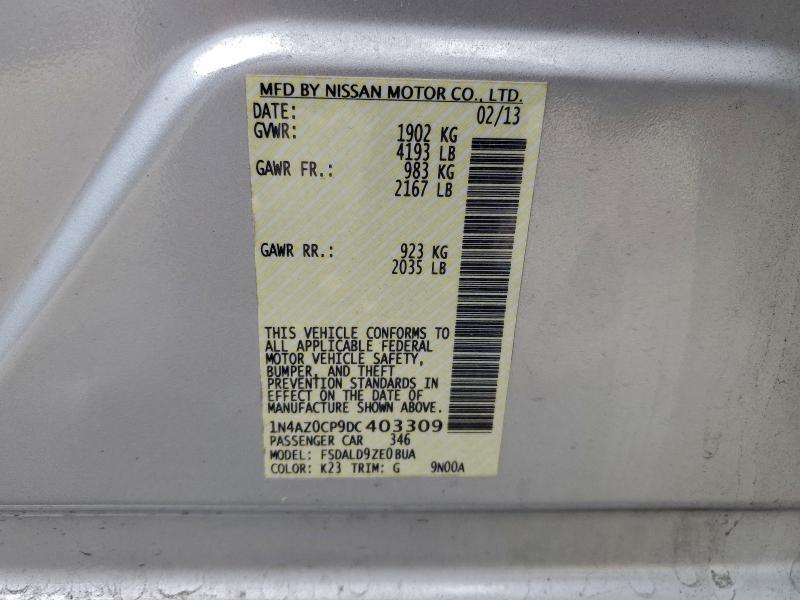 MFD BY NISSAN MOTOR CO., LTD.
DATE: 02/13
GVWR: 1902 KG
4193 LB
GAWR FR.: 983 KG
2167 LB
GAWR RR.: 923 KG
2035 LB
THIS VEHICLE CONFORMS TO
ALL APPLICABLE FEDERAL
MOTOR VEHICLE SAFETY,
BUMPER, AND THEFT
PREVENTION STANDARDS IN
EFFECT ON THE DATE OF
MANUFACTURE SHOWN ABOVE.
1N4AZ0CP9DC403309
PASSENGER CAR 346
MODEL: FSDALD9ZE0BUA
COLOR: K23 TRIM: G 9N00A